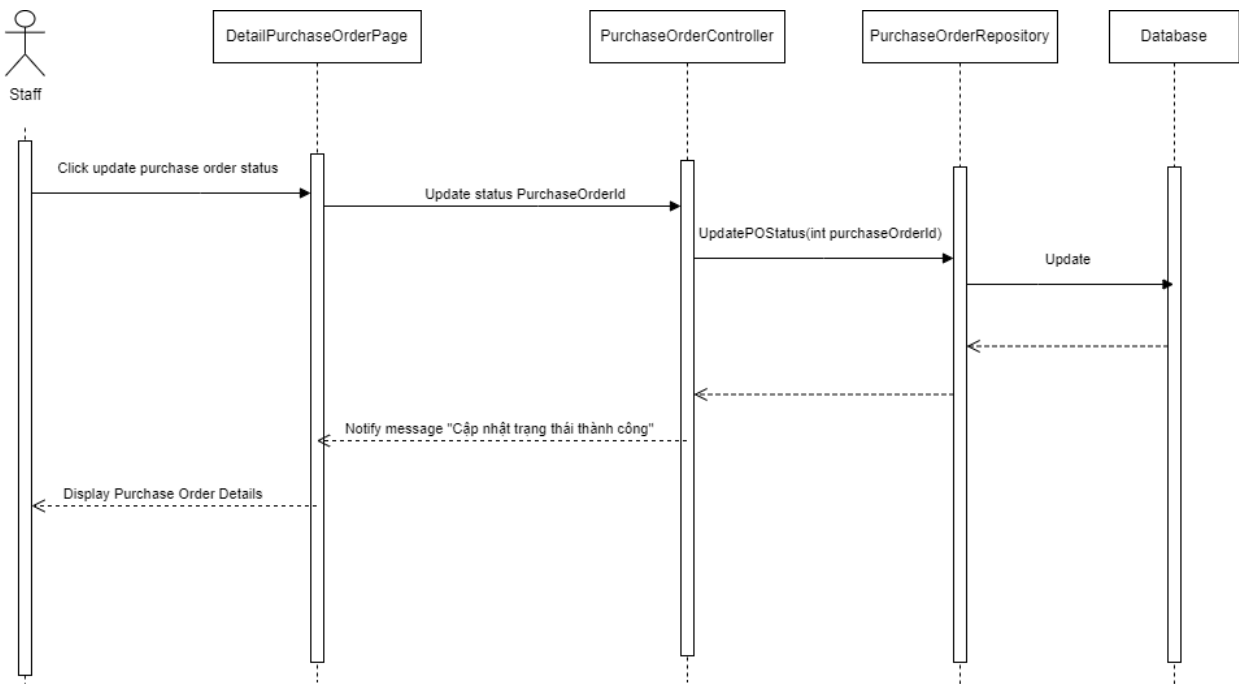 DetailPurchaseOrderPage
PurchaseOrderController
PurchaseOrderRepository
Database
Staff
Click update purchase order status
Update status PurchaseOrderId
UpdatePOStatus(int purchaseOrderId)
Update
Notify message "Cập nhật trạng thái thành công"
Display Purchase Order Details